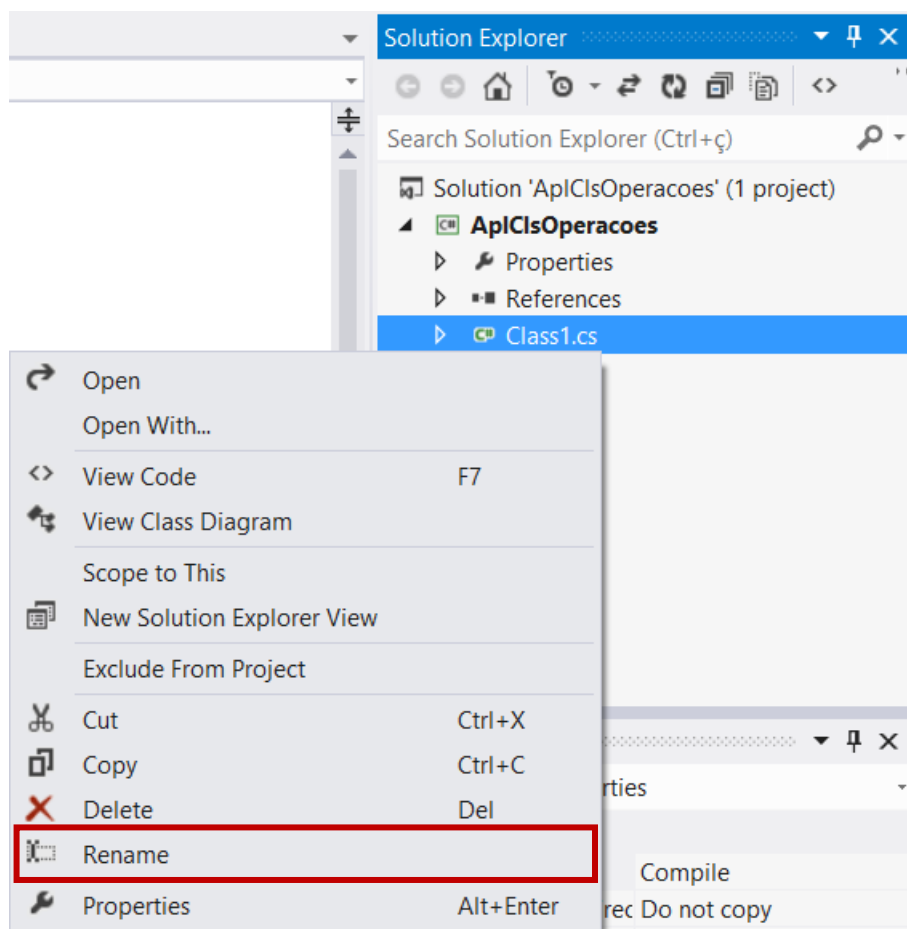 Solution Explorer
Search Solution Explorer (Ctrl+ç)
Solution 'AplClsOperacoes' (1 project)
C# AplClsOperacoes
Properties
References
C# Class1.cs
Open
Open With...
View Code F7
View Class Diagram
Scope to This
New Solution Explorer View
Exclude From Project
Cut Ctrl+X
Copy Ctrl+C
Delete Del
Rename
Properties Alt+Enter
rties
Compile
rec Do not copy